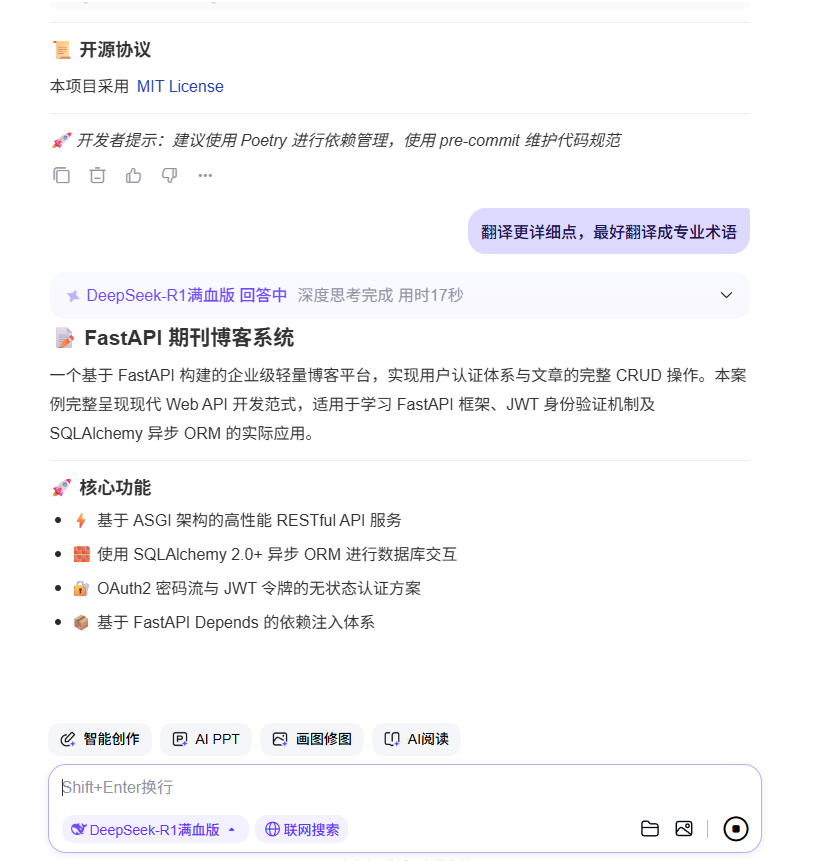 开源协议
本项目采用 MIT License
开发者提示：建议使用 Poetry 进行依赖管理，使用 pre-commit 维护代码规范
翻译更详细点，最好翻译成专业术语
DeepSeek-R1满血版 回答中 深度思考完成 用时17秒
FastAPI 期刊博客系统
一个基于 FastAPI 构建的企业级轻量博客平台，实现用户认证体系与文章的完整 CRUD 操作。本案
例完整呈现现代 Web API 开发范式，适用于学习 FastAPI 框架、JWT 身份验证机制及
SQLAlchemy 异步 ORM 的实际应用。
核心功能
基于 ASGI 架构的高性能 RESTful API 服务
使用 SQLAlchemy 2.0+ 异步 ORM 进行数据库交互
OAuth2 密码流与 JWT 令牌的无状态认证方案
基于 FastAPI Depends 的依赖注入体系
智能创作 AI PPT 画图修图 AI阅读
Shift+Enter换行
DeepSeek-R1满血版 联网搜索